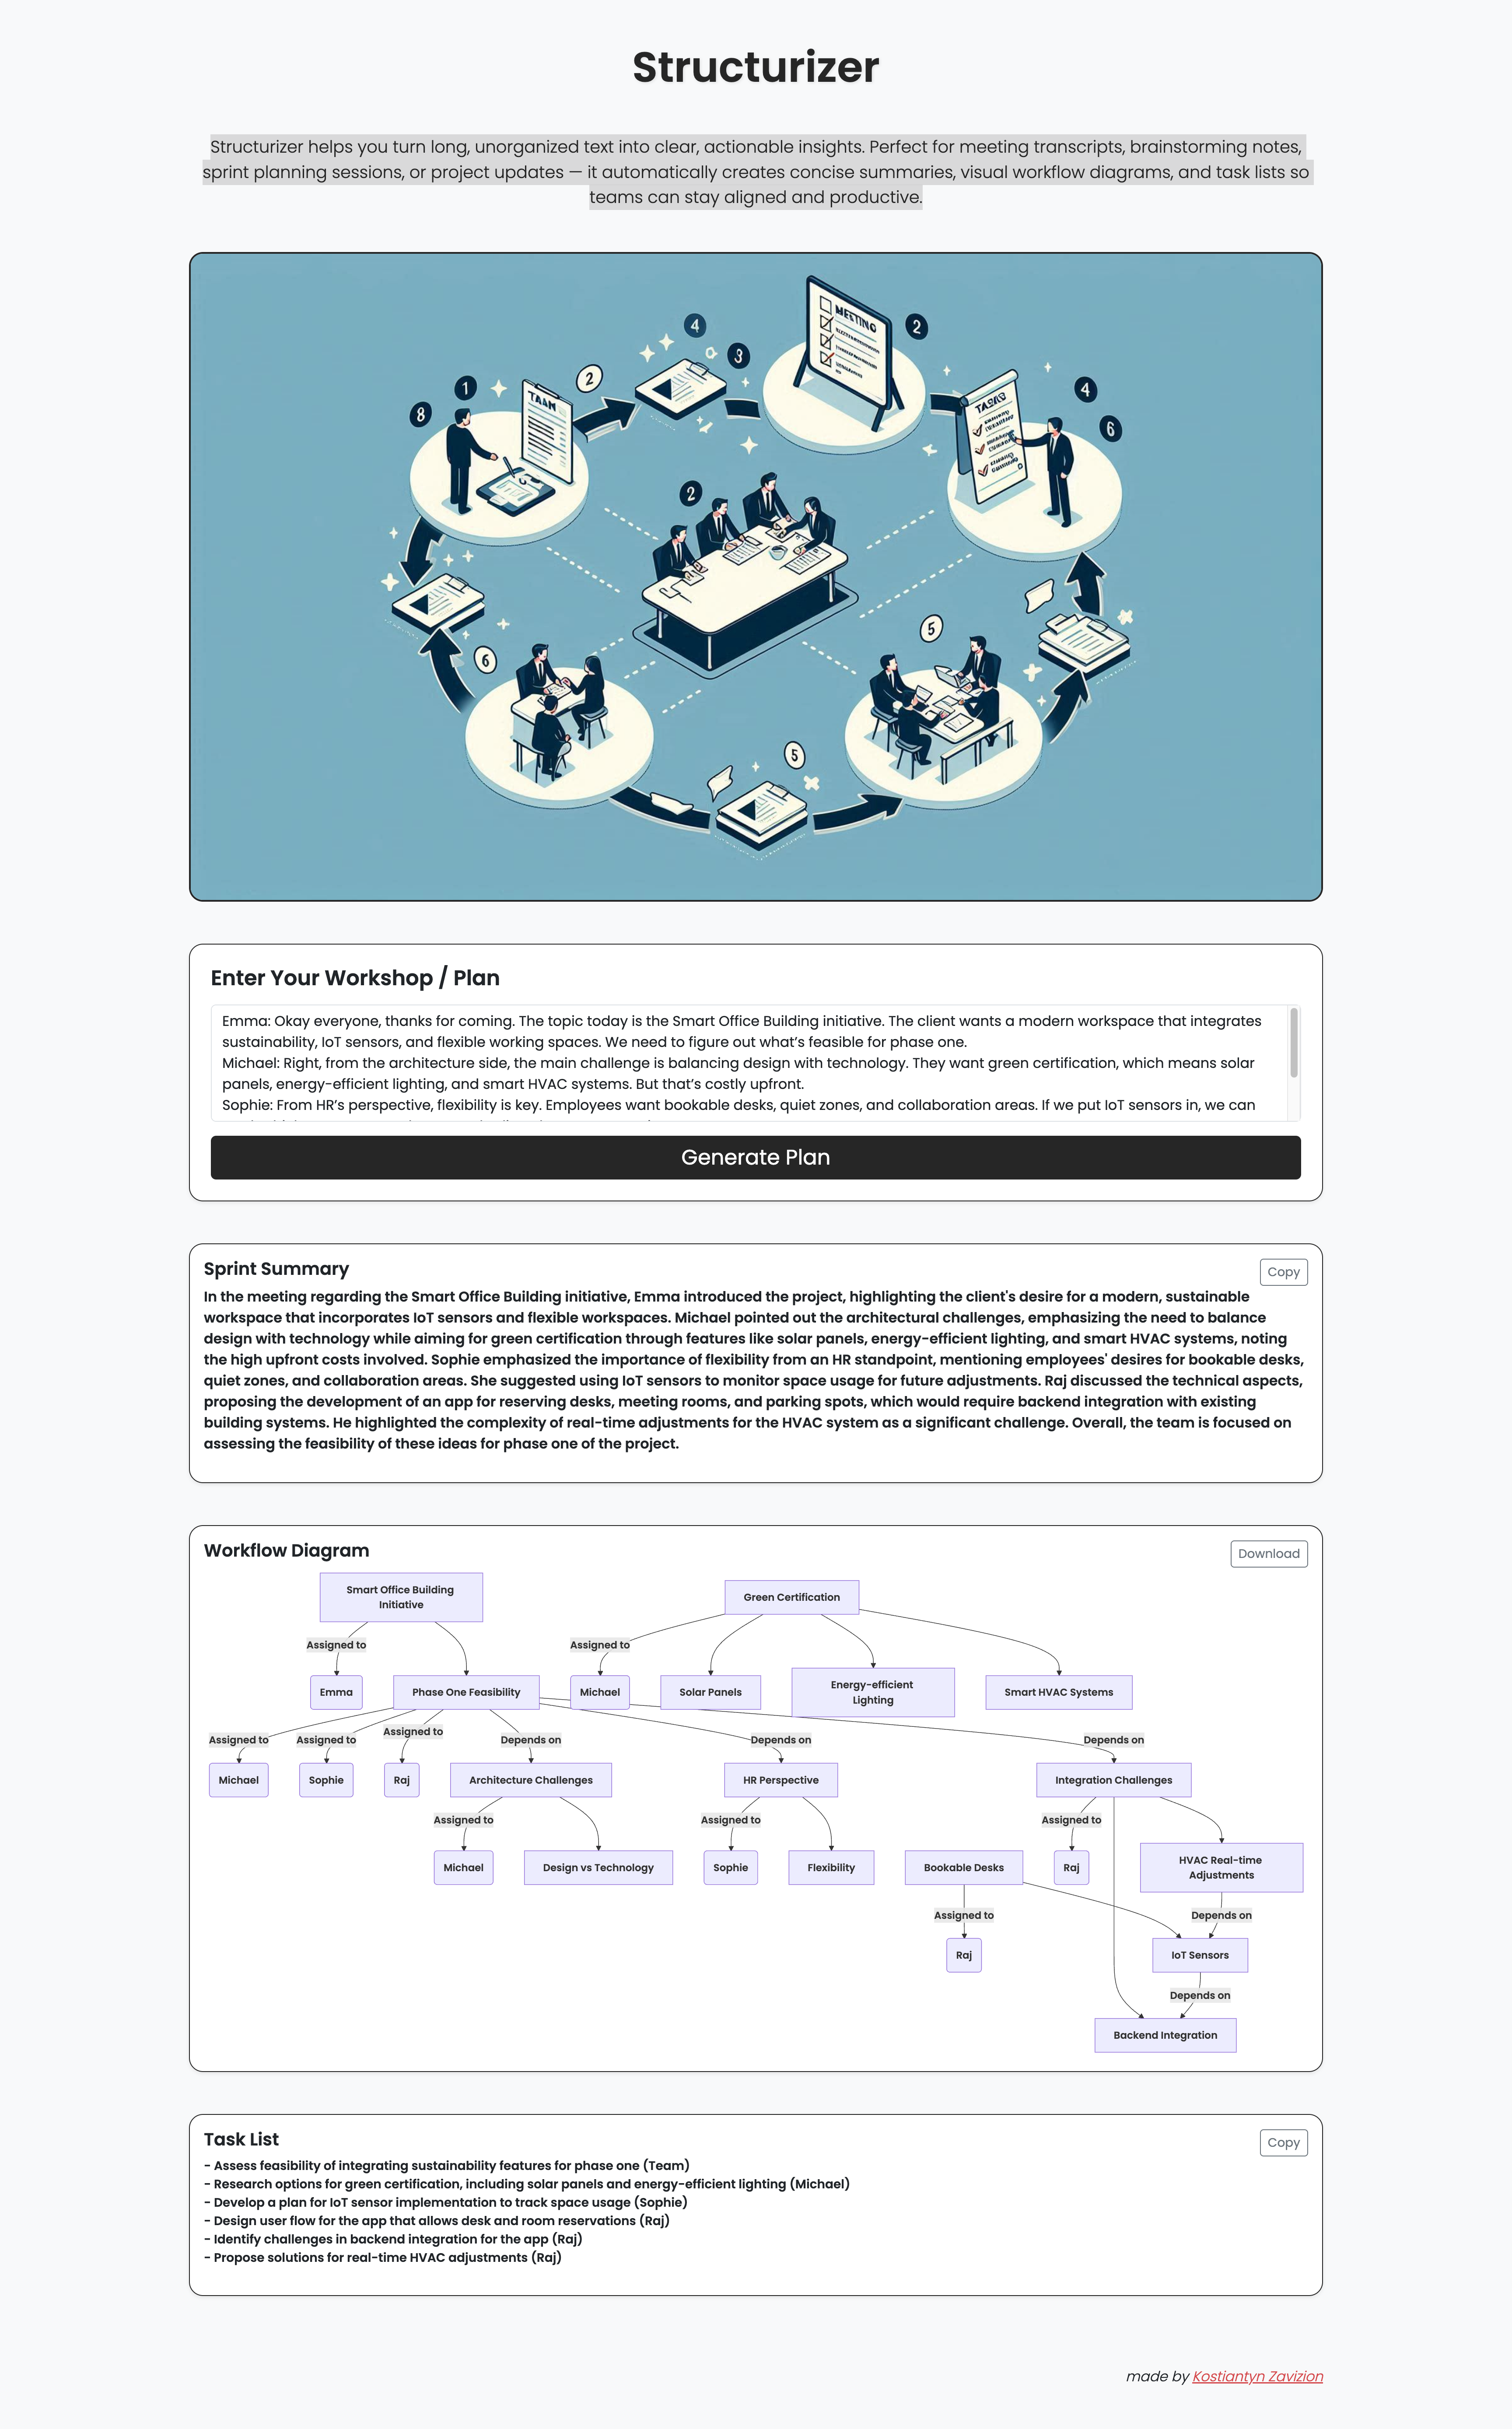 Structurizer
Structurizer helps you turn long, unorganized text into clear, actionable insights. Perfect for meeting transcripts, brainstorming notes,
sprint planning sessions, or project updates — it automatically creates concise summaries, visual workflow diagrams, and task lists so
teams can stay aligned and productive.
4
3
MEETING
2
1
8
TAAN
2
TASG
4
6
2
5
6
5
Enter Your Workshop / Plan
Emma: Okay everyone, thanks for coming. The topic today is the Smart Office Building initiative. The client wants a modern workspace that integrates
sustainability, IoT sensors, and flexible working spaces. We need to figure out what’s feasible for phase one.
Michael: Right, from the architecture side, the main challenge is balancing design with technology. They want green certification, which means solar
panels, energy-efficient lighting, and smart HVAC systems. But that’s costly upfront.
Sophie: From HR’s perspective, flexibility is key. Employees want bookable desks, quiet zones, and collaboration areas. If we put IoT sensors in, we can
Generate Plan
Sprint Summary
Copy
In the meeting regarding the Smart Office Building initiative, Emma introduced the project, highlighting the client's desire for a modern, sustainable
workspace that incorporates IoT sensors and flexible workspaces. Michael pointed out the architectural challenges, emphasizing the need to balance
design with technology while aiming for green certification through features like solar panels, energy-efficient lighting, and smart HVAC systems, noting
the high upfront costs involved. Sophie emphasized the importance of flexibility from an HR standpoint, mentioning employees' desires for bookable desks,
quiet zones, and collaboration areas. She suggested using IoT sensors to monitor space usage for future adjustments. Raj discussed the technical aspects,
proposing the development of an app for reserving desks, meeting rooms, and parking spots, which would require backend integration with existing
building systems. He highlighted the complexity of real-time adjustments for the HVAC system as a significant challenge. Overall, the team is focused on
assessing the feasibility of these ideas for phase one of the project.
Workflow Diagram
Download
Smart Office Building
Initiative
Green Certification
Assigned to
Assigned to
Emma
Phase One Feasibility
Michael
Solar Panels
Energy-efficient
Lighting
Smart HVAC Systems
Assigned to
Assigned to
Assigned to
Depends on
Depends on
Depends on
Michael
Sophie
Raj
Architecture Challenges
HR Perspective
Integration Challenges
Assigned to
Assigned to
Assigned to
Michael
Design vs Technology
Sophie
Flexibility
Bookable Desks
Raj
HVAC Real-time
Adjustments
Assigned to
Depends on
Raj
IoT Sensors
Depends on
Backend Integration
Task List
Copy
- Assess feasibility of integrating sustainability features for phase one (Team)
- Research options for green certification, including solar panels and energy-efficient lighting (Michael)
- Develop a plan for IoT sensor implementation to track space usage (Sophie)
- Design user flow for the app that allows desk and room reservations (Raj)
- Identify challenges in backend integration for the app (Raj)
- Propose solutions for real-time HVAC adjustments (Raj)
made by Kostiantyn Zavizion